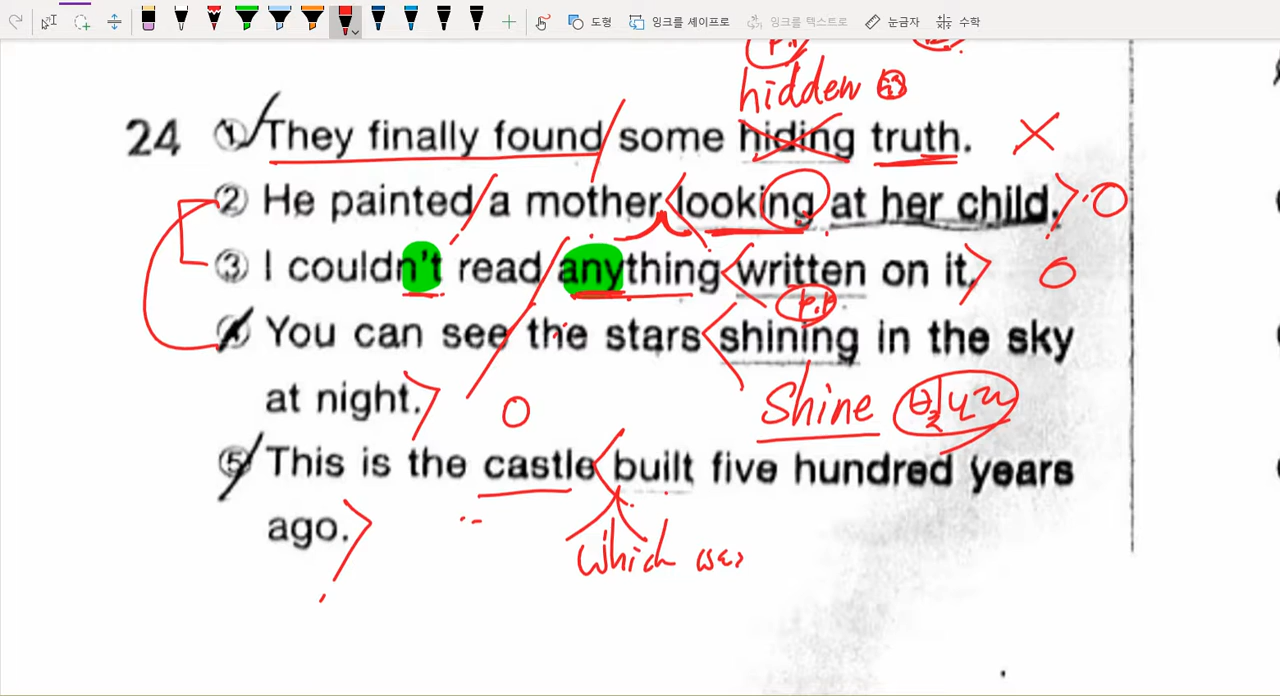 도형 잉크를 셰이프로 잉크를 텍스트로 눈금자 수학
p.p
hidden
24 ① They finally found some hiding truth. X
② He painted a mother looking at her child. O
③ I couldn't read anything written on it. O
p.p
④ You can see the stars shining in the sky
at night. O
Shine
⑤ This is the castle built five hundred years
ago.
which was